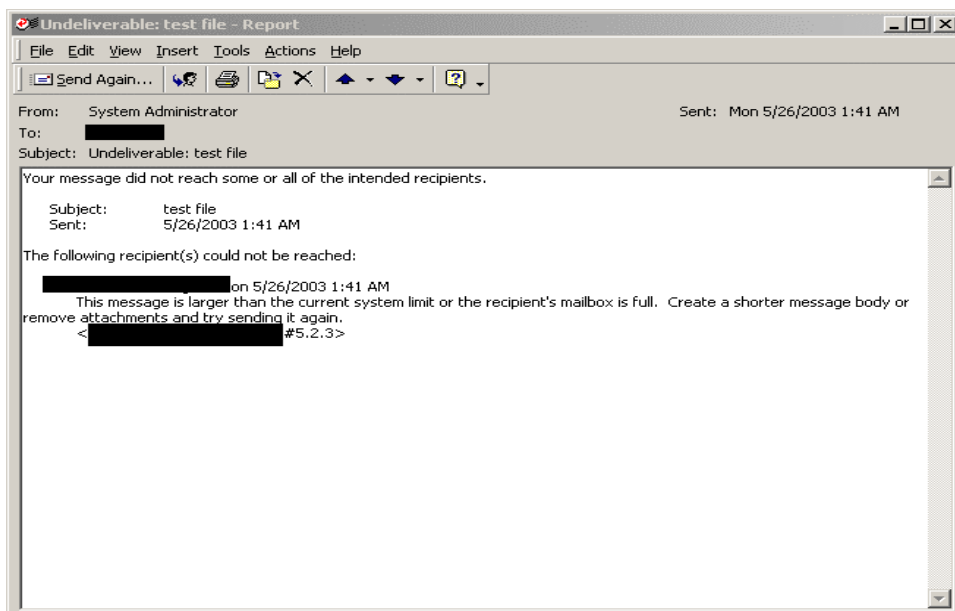 Undeliverable: test file - Report
File Edit View Insert Tools Actions Help
Send Again...
From: System Administrator Sent: Mon 5/26/2003 1:41 AM
To:
Subject: Undeliverable: test file
Your message did not reach some or all of the intended recipients.
Subject: test file
Sent: 5/26/2003 1:41 AM
The following recipient(s) could not be reached:
on 5/26/2003 1:41 AM
This message is larger than the current system limit or the recipient's mailbox is full. Create a shorter message body or
remove attachments and try sending it again.
< #5.2.3>